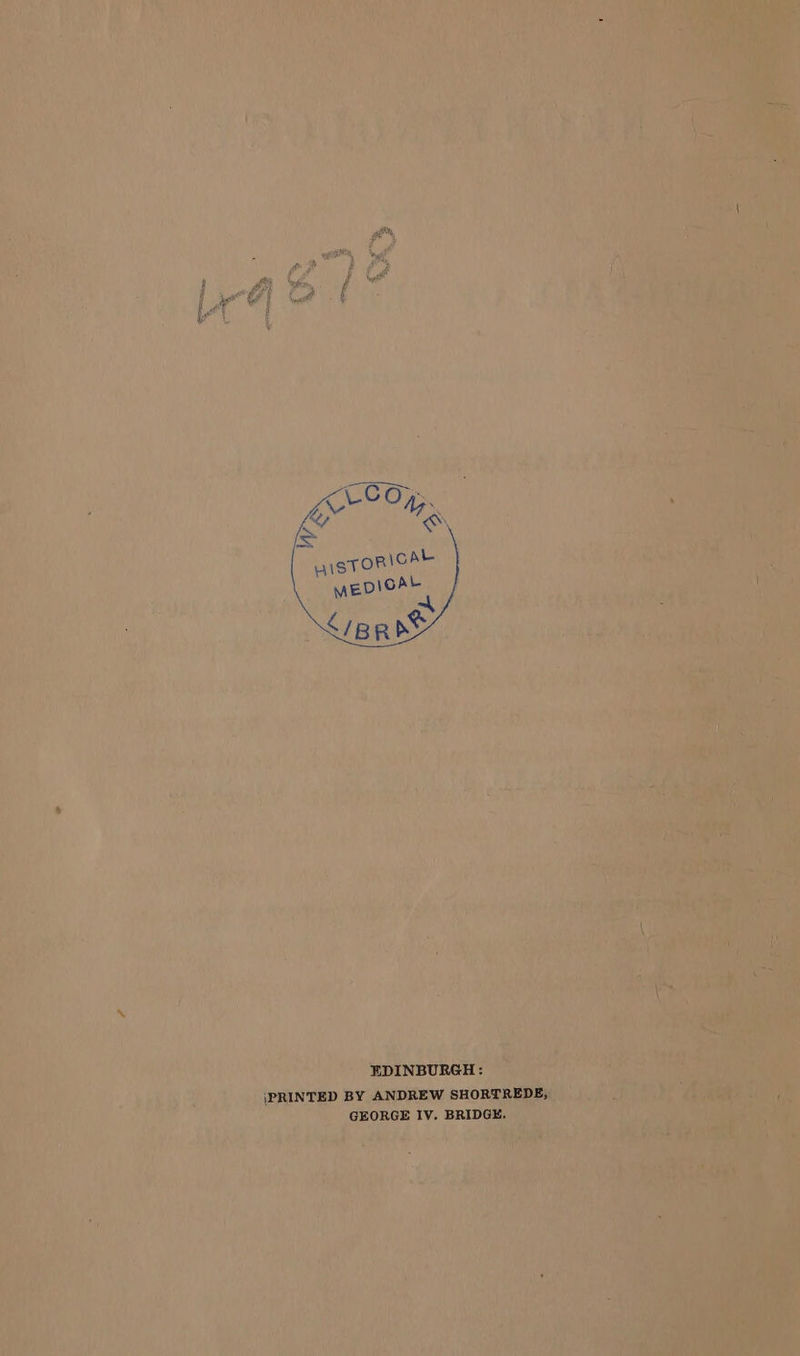 WELLCOME
HISTORICAL
MEDICAL
LIBRARY
EDINBURGH:
PRINTED BY ANDREW SHORTREDE,
GEORGE IV. BRIDGE.